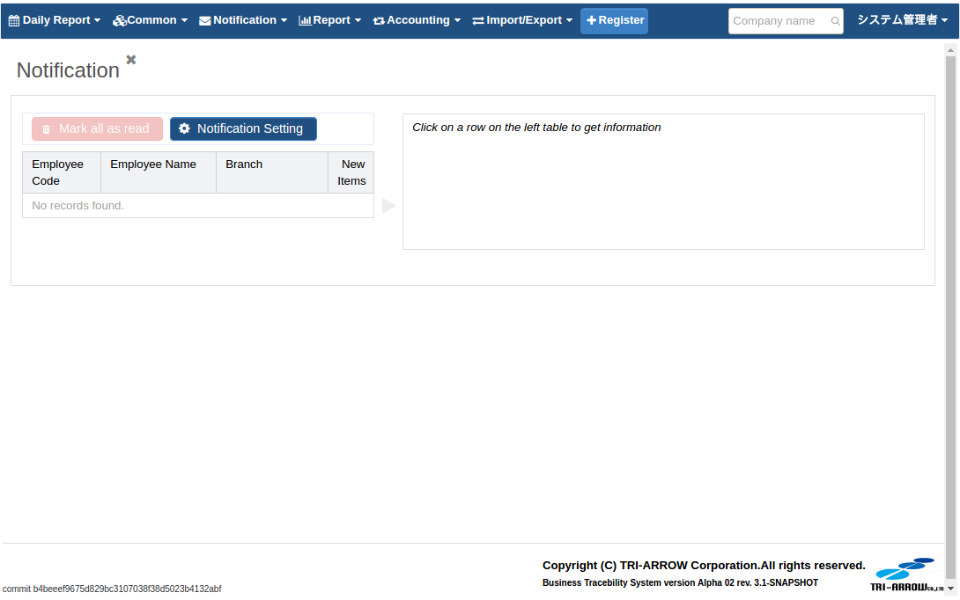 Daily Report Common Notification Report Accounting Import/Export Register Company name システム管理者
Notification
Mark all as read Notification Setting
Click on a row on the left table to get information
Employee Code Employee Name Branch New Items
No records found.
Copyright (C) TRI-ARROW Corporation.All rights reserved.
Business Tracebility System version Alpha 02 rev. 3.1-SNAPSHOT
TRI-ARROW CO.,LTD
commit b4beeef9675d829bc3107038f38d5023b4132abf